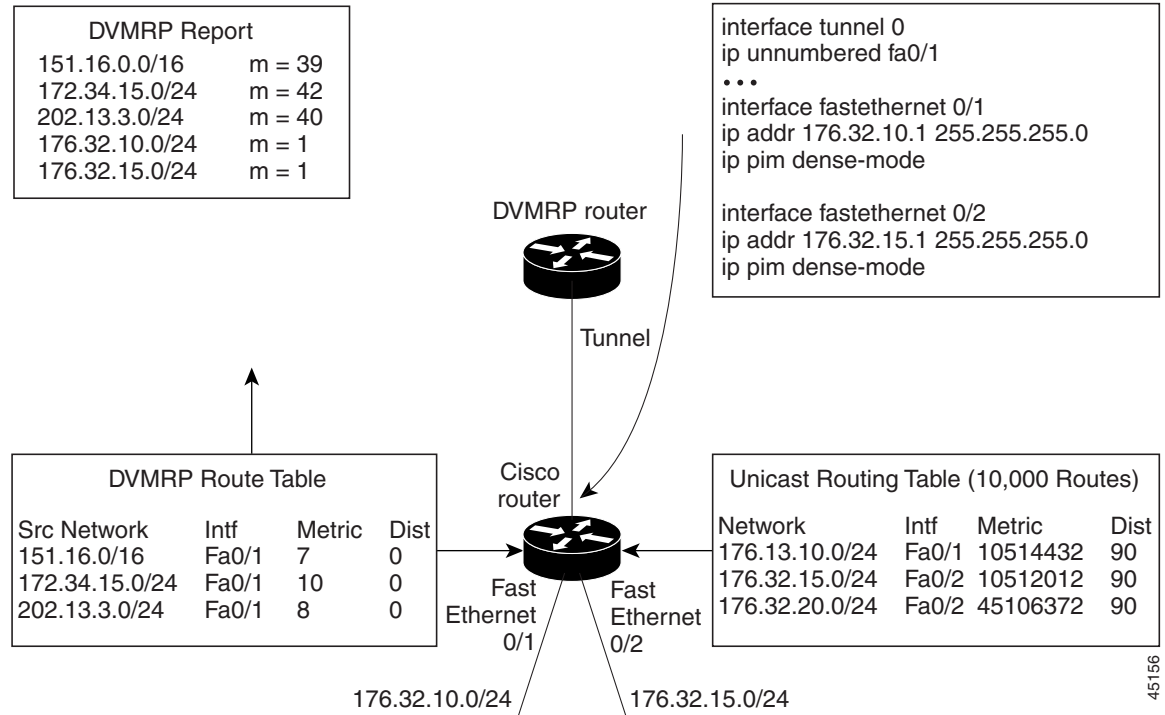 DVMRP Report
151.16.0.0/16 m = 39
172.34.15.0/24 m = 42
202.13.3.0/24 m = 40
176.32.10.0/24 m = 1
176.32.15.0/24 m = 1
interface tunnel 0
ip unnumbered fa0/1
• • •
interface fastethernet 0/1
ip addr 176.32.10.1 255.255.255.0
ip pim dense-mode
interface fastethernet 0/2
ip addr 176.32.15.1 255.255.255.0
ip pim dense-mode
DVMRP router
Tunnel
Cisco
router
DVMRP Route Table
Src Network Intf Metric Dist
151.16.0/16 Fa0/1 7 0
172.34.15.0/24 Fa0/1 10 0
202.13.3.0/24 Fa0/1 8 0
Unicast Routing Table (10,000 Routes)
Network Intf Metric Dist
176.13.10.0/24 Fa0/1 10514432 90
176.32.15.0/24 Fa0/2 10512012 90
176.32.20.0/24 Fa0/2 45106372 90
Fast
Ethernet
0/1
Fast
Ethernet
0/2
176.32.10.0/24
176.32.15.0/24
45156